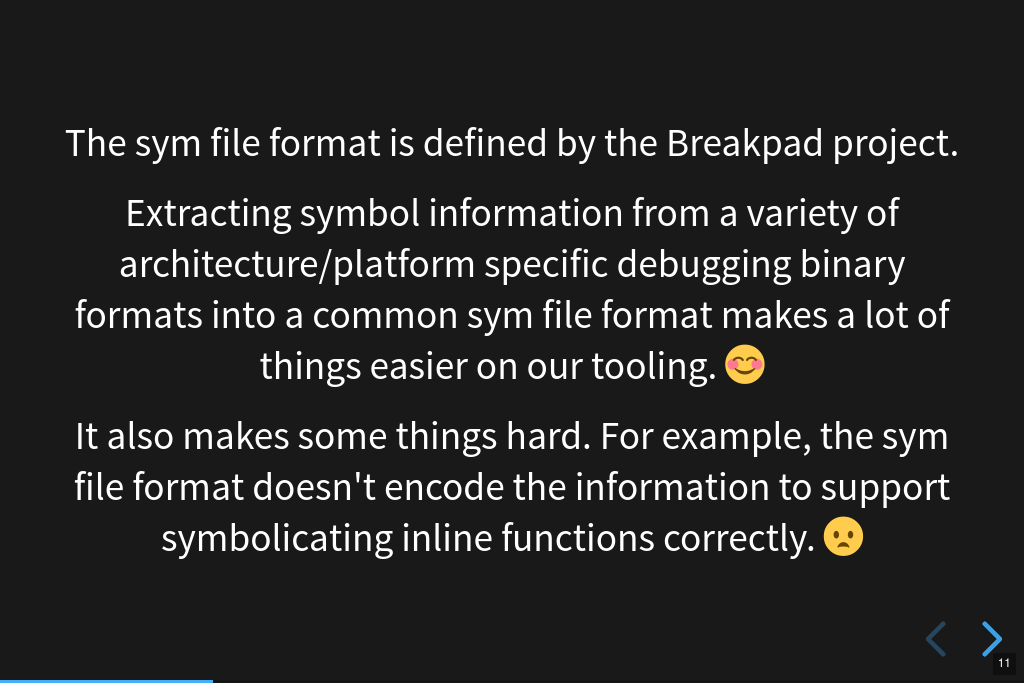 The sym file format is defined by the Breakpad project.
Extracting symbol information from a variety of
architecture/platform specific debugging binary
formats into a common sym file format makes a lot of
things easier on our tooling. 😊
It also makes some things hard. For example, the sym
file format doesn't encode the information to support
symbolicating inline functions correctly. 🙁
11